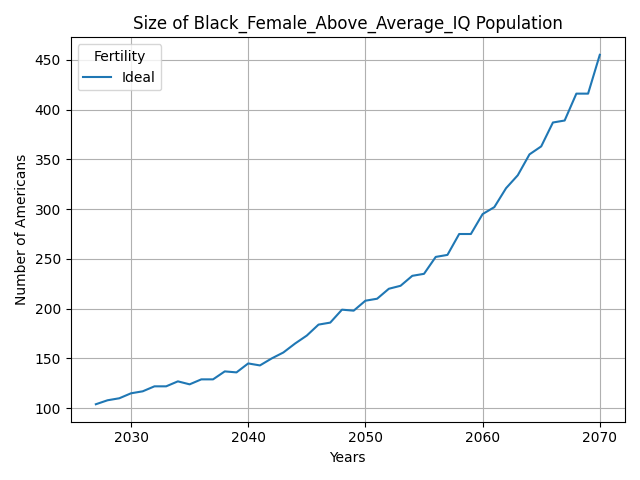 Size of Black_Female_Above_Average_IQ Population
Fertility
Ideal
Number of Americans
450
400
350
300
250
200
150
100
2030 2040 2050 2060 2070
Years